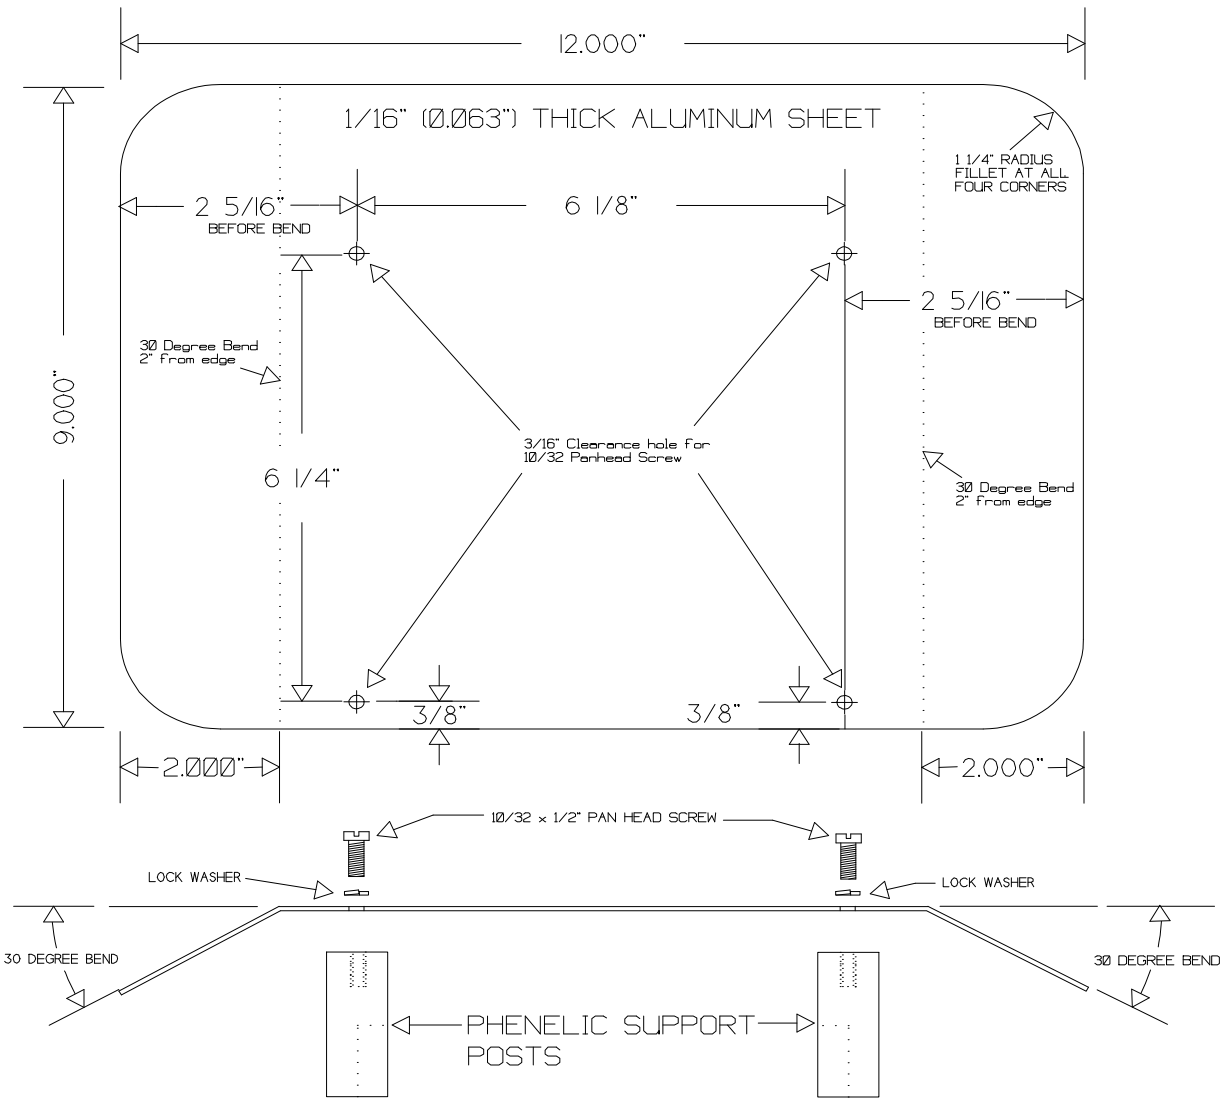 12.000"
1/16" (0.063") THICK ALUMINUM SHEET
1 1/4" RADIUS
FILLET AT ALL
FOUR CORNERS
2 5/16"
BEFORE BEND
6 1/8"
2 5/16"
BEFORE BEND
30 Degree Bend
2" from edge
9.000"
3/16" Clearance hole for
10/32 Panhead Screw
6 1/4"
30 Degree Bend
2" from edge
3/8"
3/8"
2.000"
2.000"
10/32 x 1/2" PAN HEAD SCREW
LOCK WASHER
LOCK WASHER
30 DEGREE BEND
30 DEGREE BEND
PHENELIC SUPPORT
POSTS